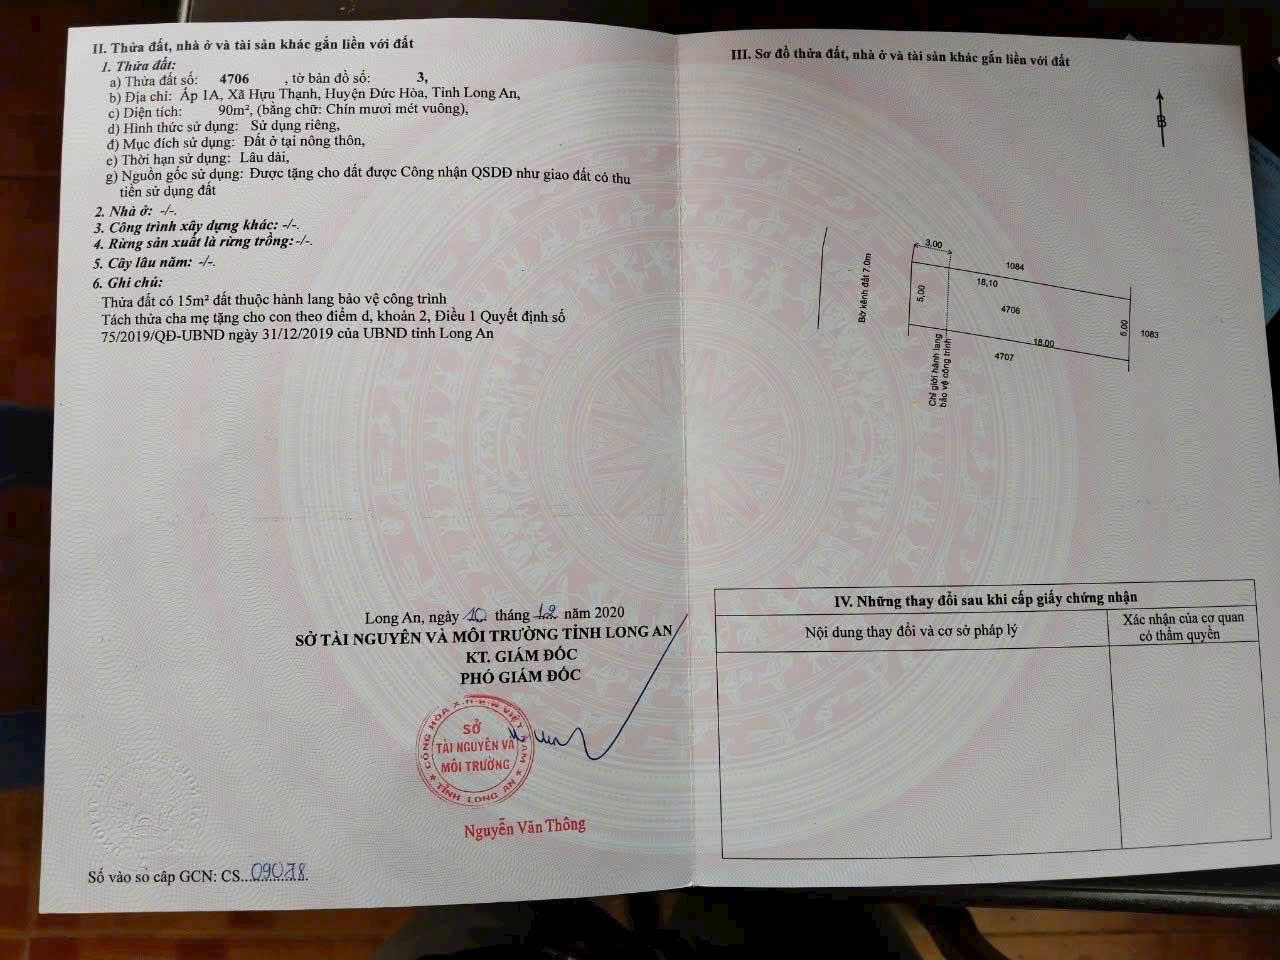 II. Thửa đất, nhà ở và tài sản khác gắn liền với đất
1. Thửa đất:
a) Thửa đất số: 4706 , tờ bản đồ số: 3,
b) Địa chỉ: Ấp 1A, Xã Hựu Thạnh, Huyện Đức Hòa, Tỉnh Long An,
c) Diện tích: 90m², (bằng chữ: Chín mươi mét vuông),
d) Hình thức sử dụng: Sử dụng riêng,
đ) Mục đích sử dụng: Đất ở tại nông thôn,
e) Thời hạn sử dụng: Lâu dài,
g) Nguồn gốc sử dụng: Được tặng cho đất được Công nhận QSDĐ như giao đất có thu
tiền sử dụng đất
2. Nhà ở: -/-.
3. Công trình xây dựng khác: -/-.
4. Rừng sản xuất là rừng trồng: -/-.
5. Cây lâu năm: -/-.
6. Ghi chú:
Thửa đất có 15m² đất thuộc hành lang bảo vệ công trình
Tách thửa cha mẹ tặng cho con theo điểm d, khoản 2, Điều 1 Quyết định số
75/2019/QĐ-UBND ngày 31/12/2019 của UBND tỉnh Long An
Long An, ngày 10 tháng 12 năm 2020
SỞ TÀI NGUYÊN VÀ MÔI TRƯỜNG TỈNH LONG AN
KT. GIÁM ĐỐC
PHÓ GIÁM ĐỐC
CỘNG HÒA X.H.C.N VIỆT NAM
SỞ
TÀI NGUYÊN VÀ
MÔI TRƯỜNG
★ TỈNH LONG AN ★
Nguyễn Văn Thông
Số vào sổ cấp GCN: CS 09078
III. Sơ đồ thửa đất, nhà ở và tài sản khác gắn liền với đất
B
Bờ kênh đất 7.0m
3,00
1084
18,10
5,00
4706
5,00
1083
18,00
4707
Chỉ giới hành lang
bảo vệ công trình
IV. Những thay đổi sau khi cấp giấy chứng nhận
Nội dung thay đổi và cơ sở pháp lý
Xác nhận của cơ quan
có thẩm quyền